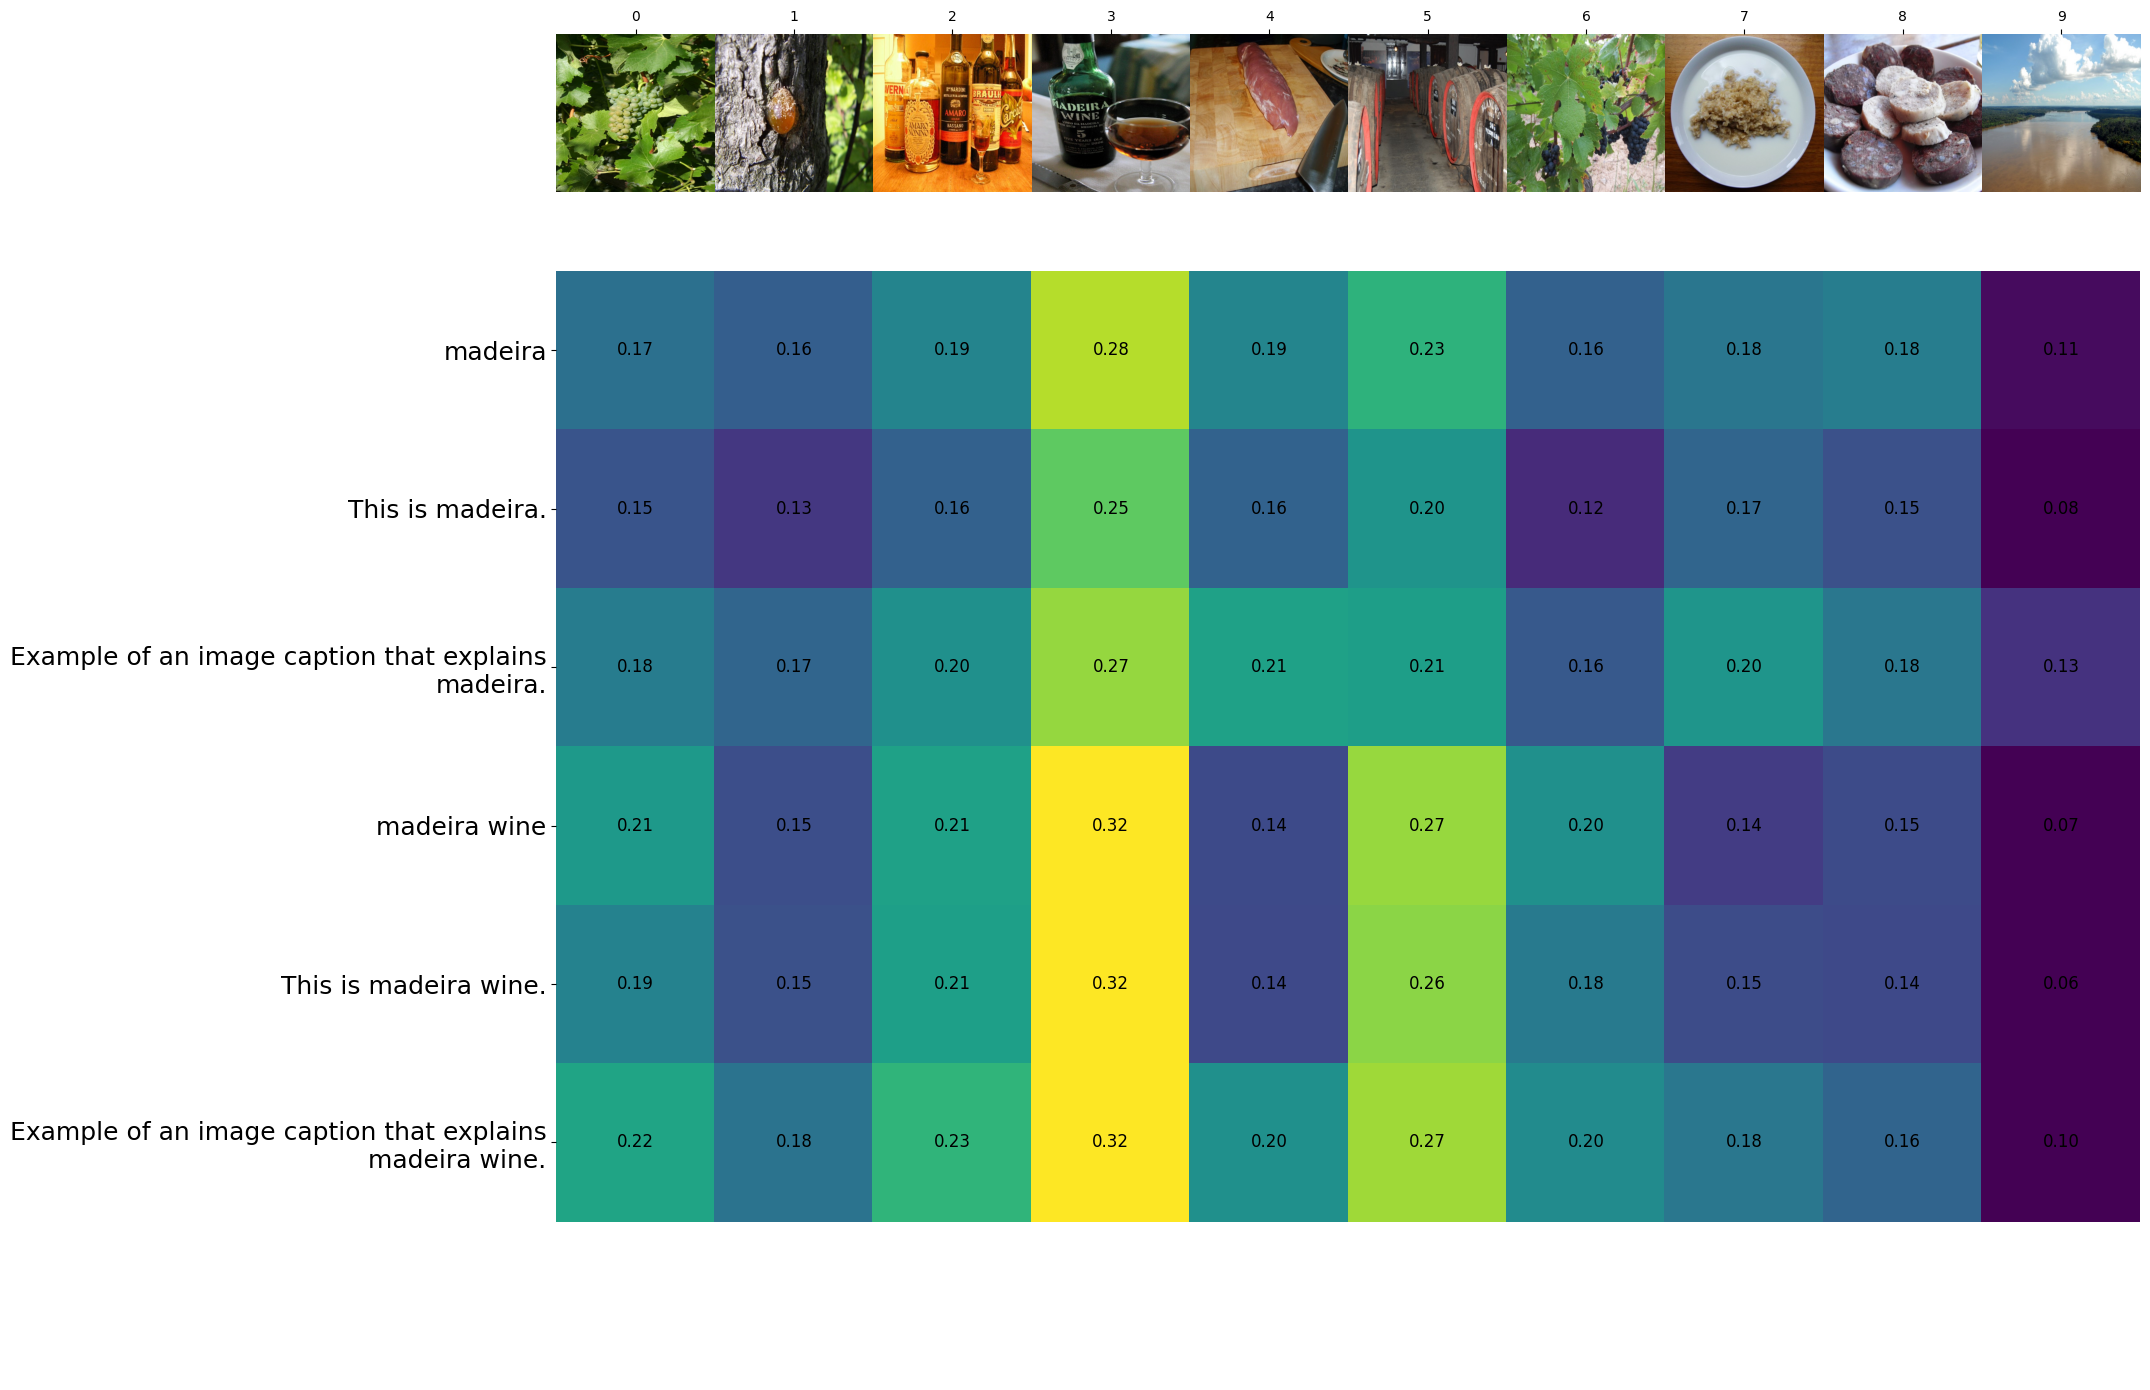 0 1 2 3 4 5 6 7 8 9
AMARO
MADEIRA
WINE
5
madeira 0.17 0.16 0.19 0.28 0.19 0.23 0.16 0.18 0.18 0.11
This is madeira. 0.15 0.13 0.16 0.25 0.16 0.20 0.12 0.17 0.15 0.08
Example of an image caption that explains
madeira. 0.18 0.17 0.20 0.27 0.21 0.21 0.16 0.20 0.18 0.13
madeira wine 0.21 0.15 0.21 0.32 0.14 0.27 0.20 0.14 0.15 0.07
This is madeira wine. 0.19 0.15 0.21 0.32 0.14 0.26 0.18 0.15 0.14 0.06
Example of an image caption that explains
madeira wine. 0.22 0.18 0.23 0.32 0.20 0.27 0.20 0.18 0.16 0.10